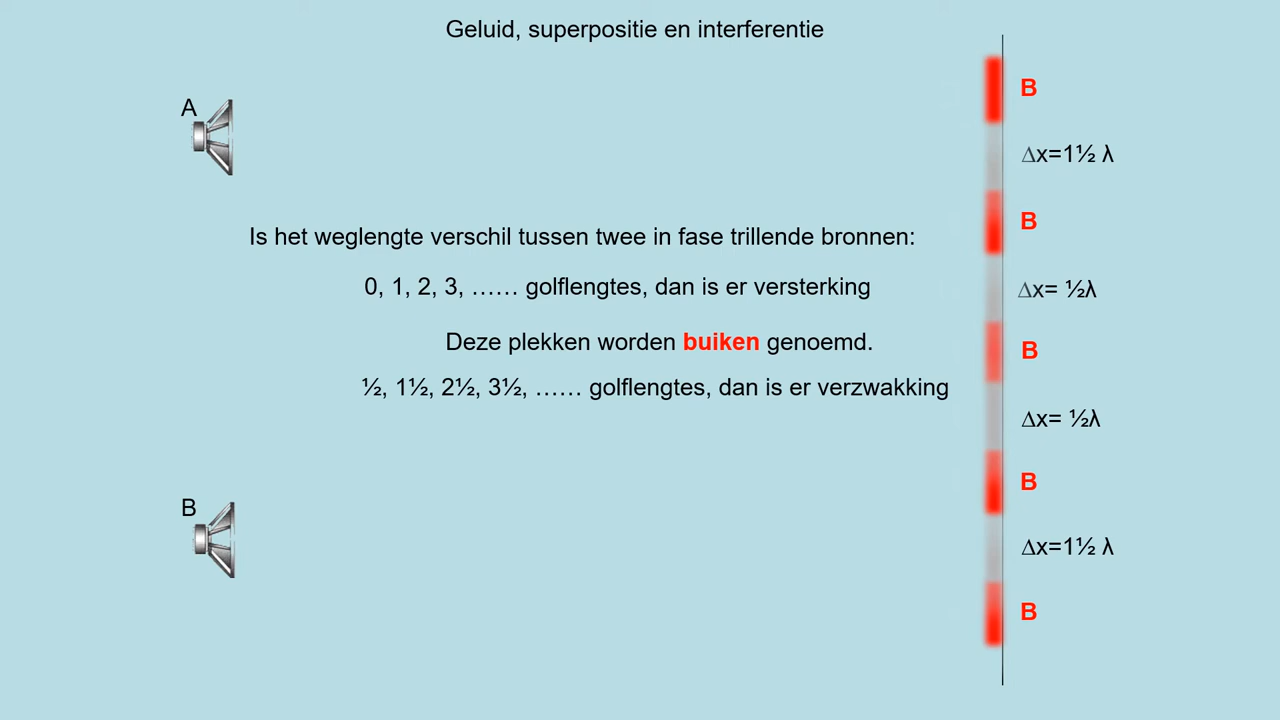 Geluid, superpositie en interferentie
A
B
Δx=1½ λ
B
Is het weglengte verschil tussen twee in fase trillende bronnen:
0, 1, 2, 3, …… golflengtes, dan is er versterking
Δx= ½λ
Deze plekken worden buiken genoemd.
B
½, 1½, 2½, 3½, …… golflengtes, dan is er verzwakking
Δx= ½λ
B
B
Δx=1½ λ
B